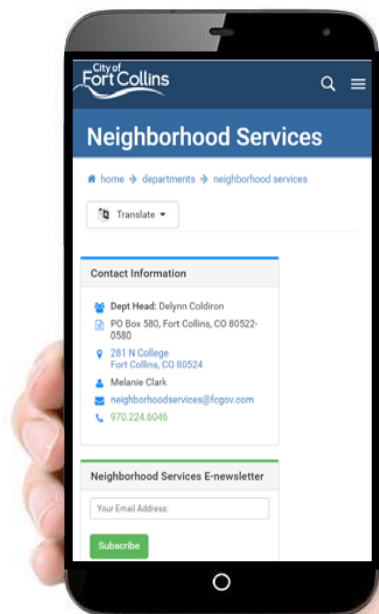 City of
Fort Collins
Neighborhood Services
home → departments → neighborhood services
Translate
Contact Information
Dept Head: Delynn Coldiron
PO Box 580, Fort Collins, CO 80522-
0580
281 N College
Fort Collins, CO 80524
Melanie Clark
neighborhoodservices@fcgov.com
970.224.6046
Neighborhood Services E-newsletter
Your Email Address:
Subscribe